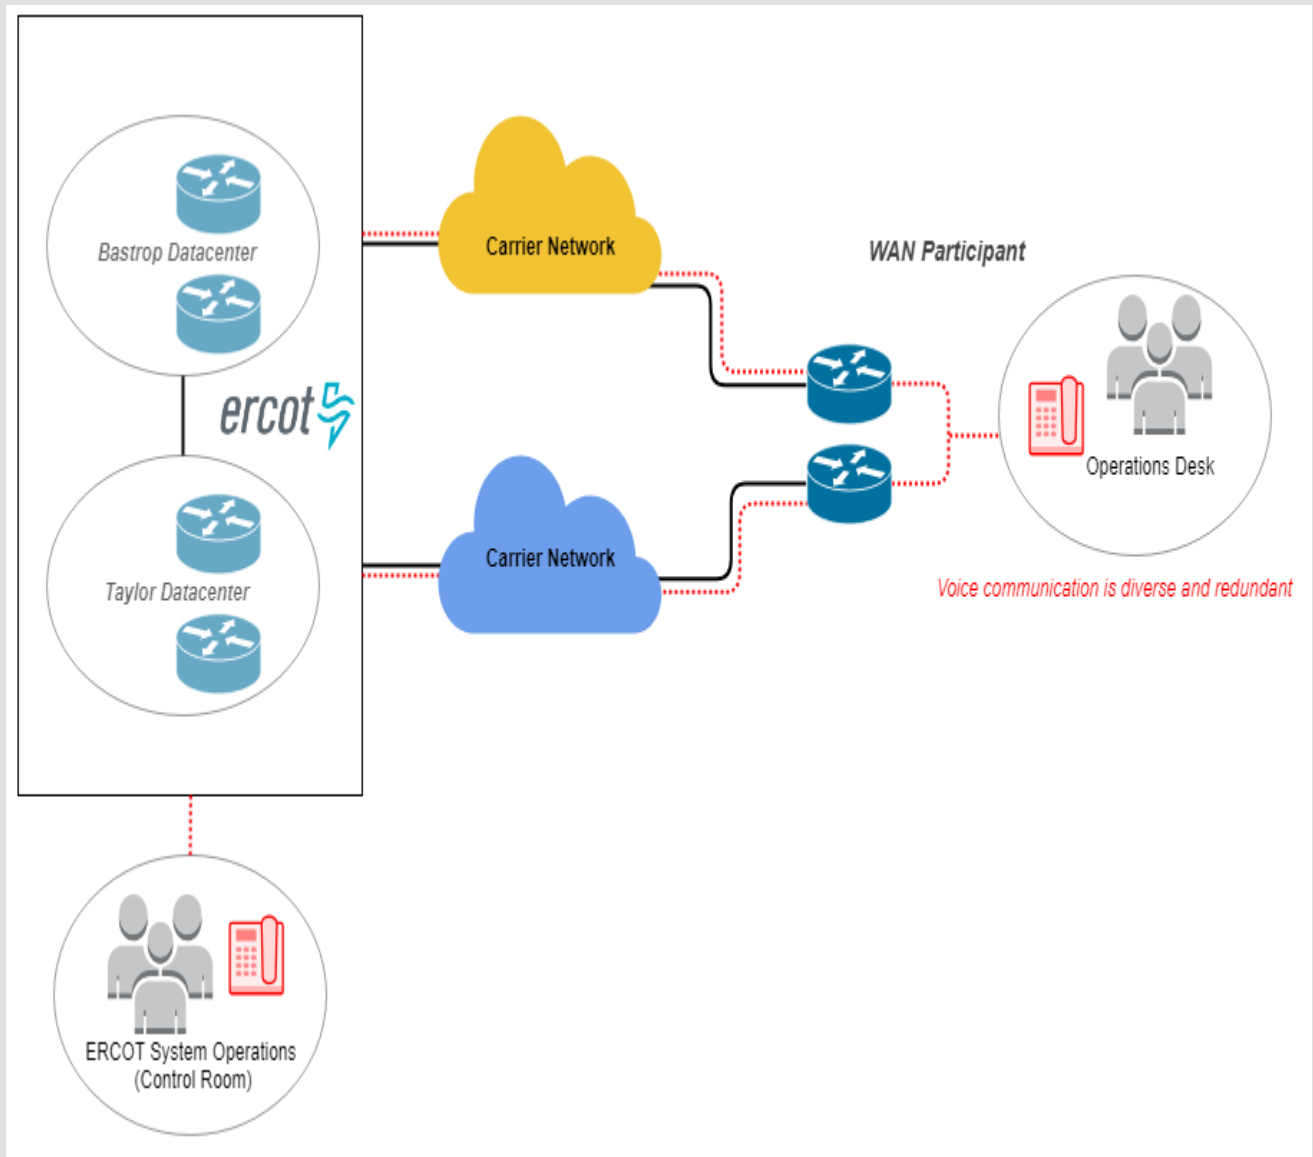 Bastrop Datacenter
ercot
Taylor Datacenter
Carrier Network
Carrier Network
WAN Participant
Operations Desk
Voice communication is diverse and redundant
ERCOT System Operations
(Control Room)